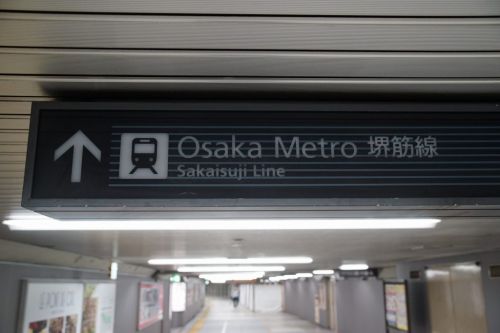 Osaka Metro 堺筋線
Sakaisuji Line